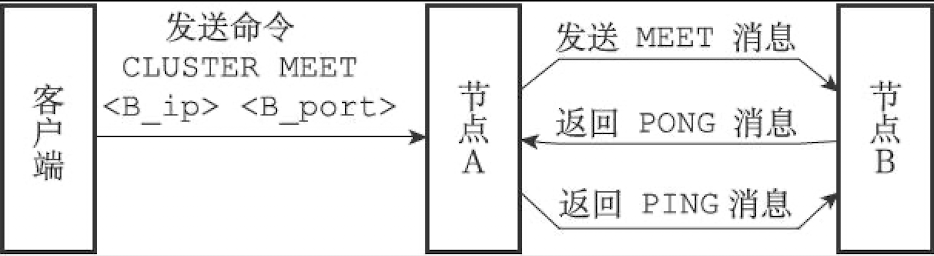 客户端
发送命令
CLUSTER MEET
<B_ip> <B_port>
节点A
发送 MEET 消息
返回 PONG 消息
返回 PING 消息
节点B